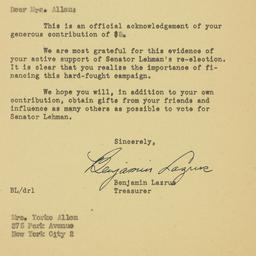 Dear Mrs. Allen:
This is an official acknowledgement of your
generous contribution of $5.
We are most grateful for this evidence of
your active support of Senator Lehman's re-election.
It is clear that you realize the importance of fi-
nancing this hard-fought campaign.
We hope you will, in addition to your own
contribution, obtain gifts from your friends and
influence as many others as possible to vote for
Senator Lehman.
Sincerely,
Benjamin Lazrus
Benjamin Lazrus
Treasurer
BL/drl
Mrs. Yorke Allen
275 Park Avenue
New York City 2